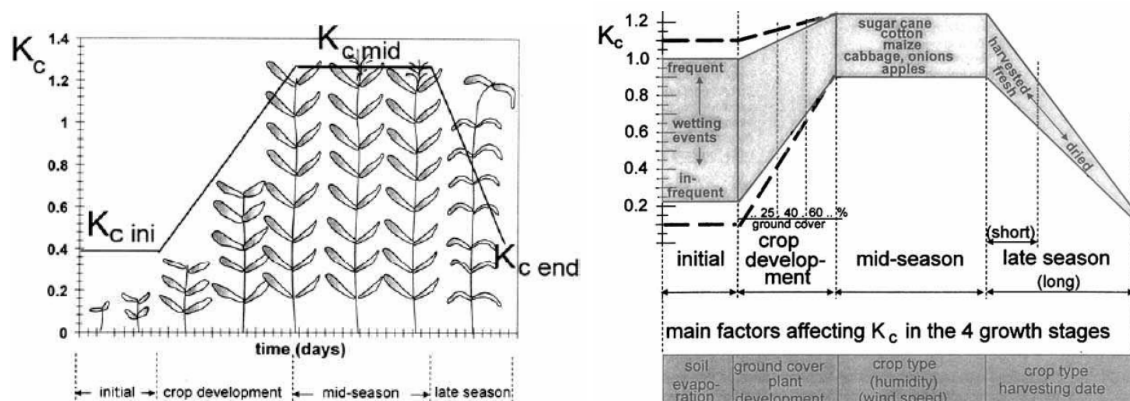 Kc
1.4
1.2
1
0.8
0.6
0.4
0.2
0
Kc mid
Kc ini
Kc end
time (days)
initial
crop development
mid-season
late season
Kc
1.2
1.0
0.8
0.6
0.4
0.2
frequent
wetting
events
in-
frequent
sugar cane
cotton
maize
cabbage, onions
apples
harvested
fresh
dried
25 40 60 ... %
ground cover
(short)
initial
crop
develop-
ment
mid-season
late season
(long)
main factors affecting Kc in the 4 growth stages
soil
evapo-
ration
ground cover
plant
development
crop type
(humidity)
(wind speed)
crop type
harvesting date